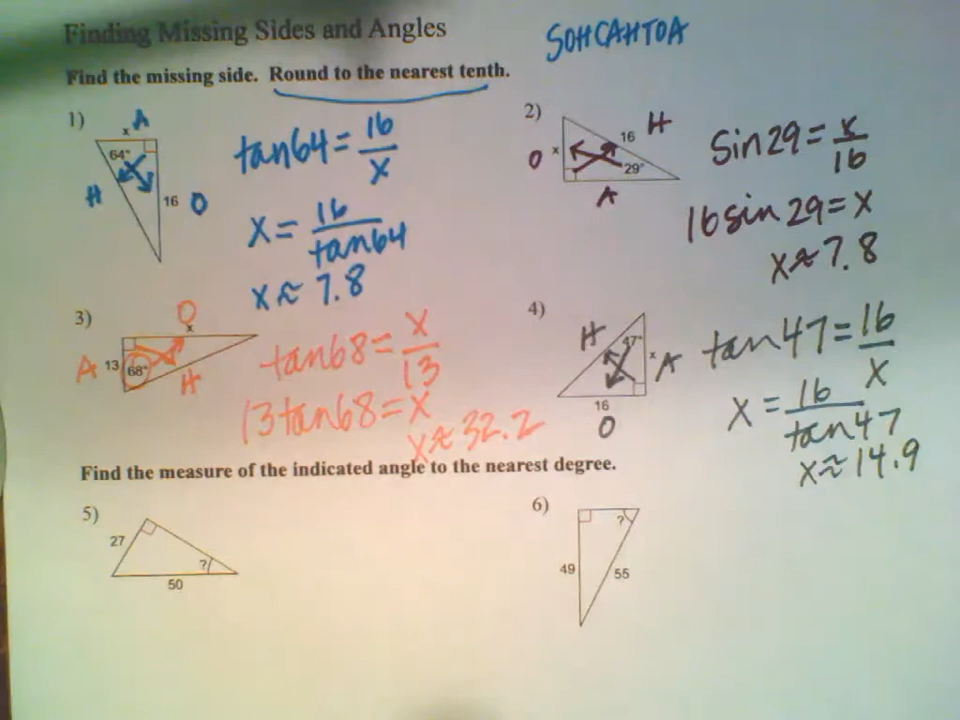 Finding Missing Sides and Angles
SOHCAHTOA
Find the missing side. Round to the nearest tenth.
1)
x A
64°
H
16 O
tan64 = 16/x
x = 16/tan64
x ≈ 7.8
2)
16 H
O x
29°
A
Sin29 = x/16
16sin 29 = x
x ≈ 7.8
3)
O
x
A 13
68°
H
tan68 = x/13
13tan68 = x
x ≈ 32.2
4)
H
47°
x A
16
O
tan47 = 16/x
x = 16/tan47
x ≈ 14.9
Find the measure of the indicated angle to the nearest degree.
5)
27
?
50
6)
?
49
55